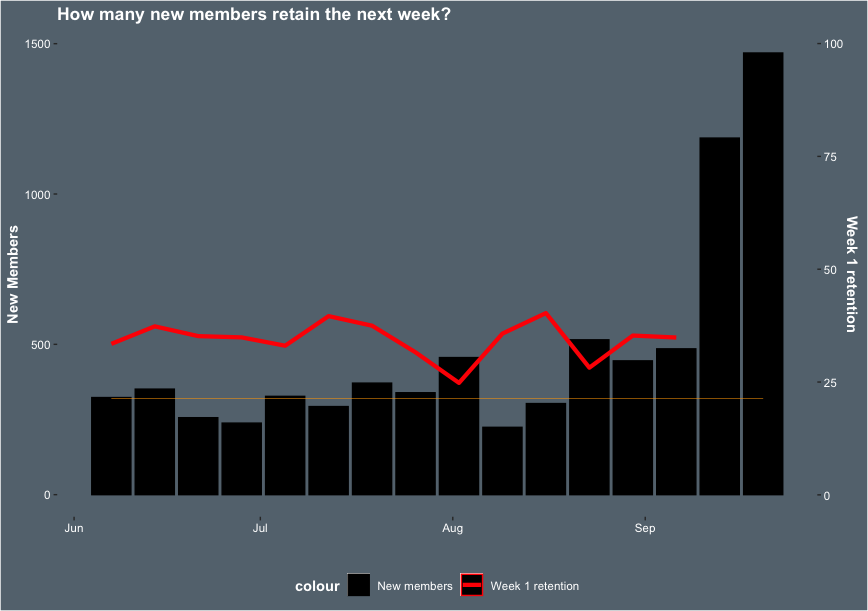 How many new members retain the next week?
1500
1000
500
0
New Members
100
75
50
25
0
Week 1 retention
Jun
Jul
Aug
Sep
colour
New members
Week 1 retention